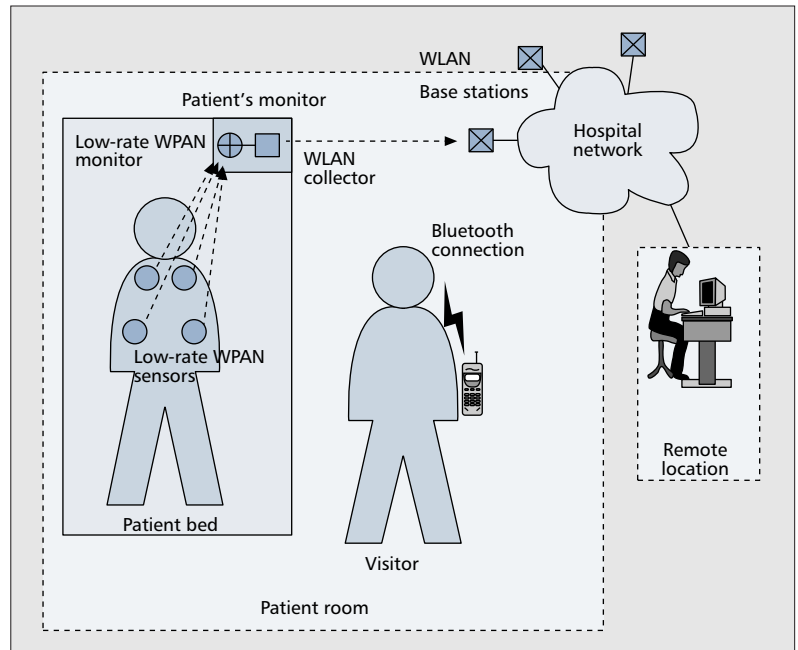 WLAN
Base stations
Hospital
network
Patient's monitor
Low-rate WPAN
monitor
WLAN
collector
Bluetooth
connection
Low-rate WPAN
sensors
Patient bed
Visitor
Remote
location
Patient room